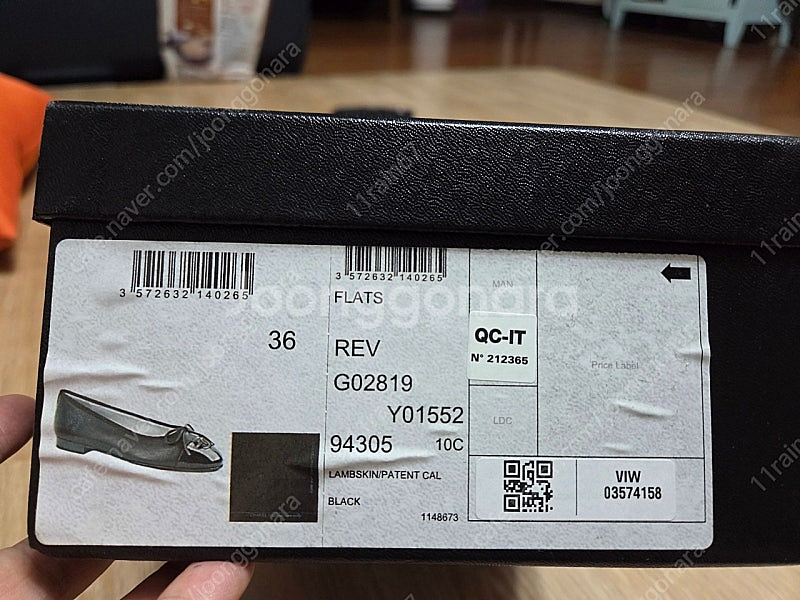 3 572632 140265
36
3 572632 140265
FLATS
REV
G02819
Y01552
94305 10C
LAMBSKIN/PATENT CAL
BLACK
1148673
MAN
QC-IT
N° 212365
LDC
Price Label
VIW
03574158
joonggonara
11rain67
cafe.naver.com/joonggonara